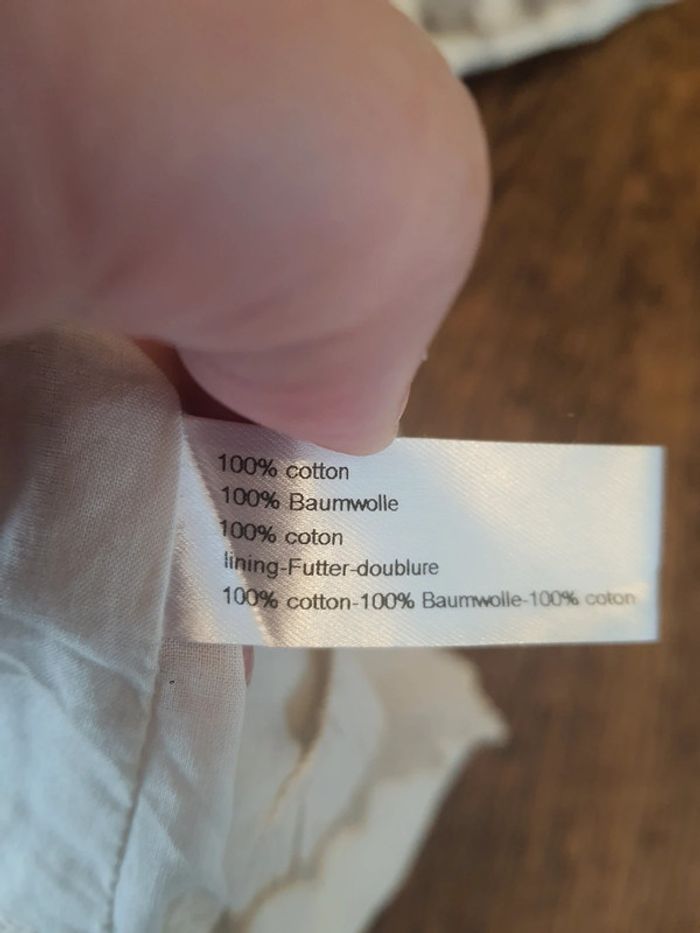 100% cotton
100% Baumwolle
100% coton
lining-Futter-doublure
100% cotton-100% Baumwolle-100% coton